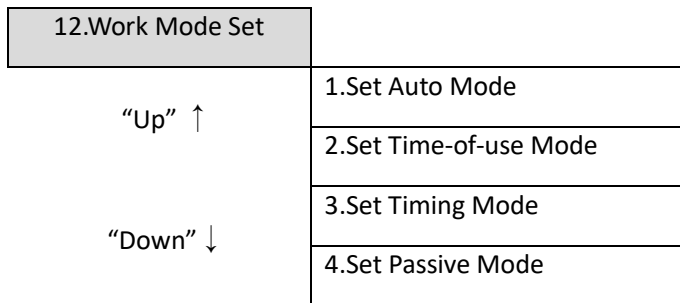 12.Work Mode Set
1.Set Auto Mode
“Up” ↑
2.Set Time-of-use Mode
3.Set Timing Mode
“Down” ↓
4.Set Passive Mode